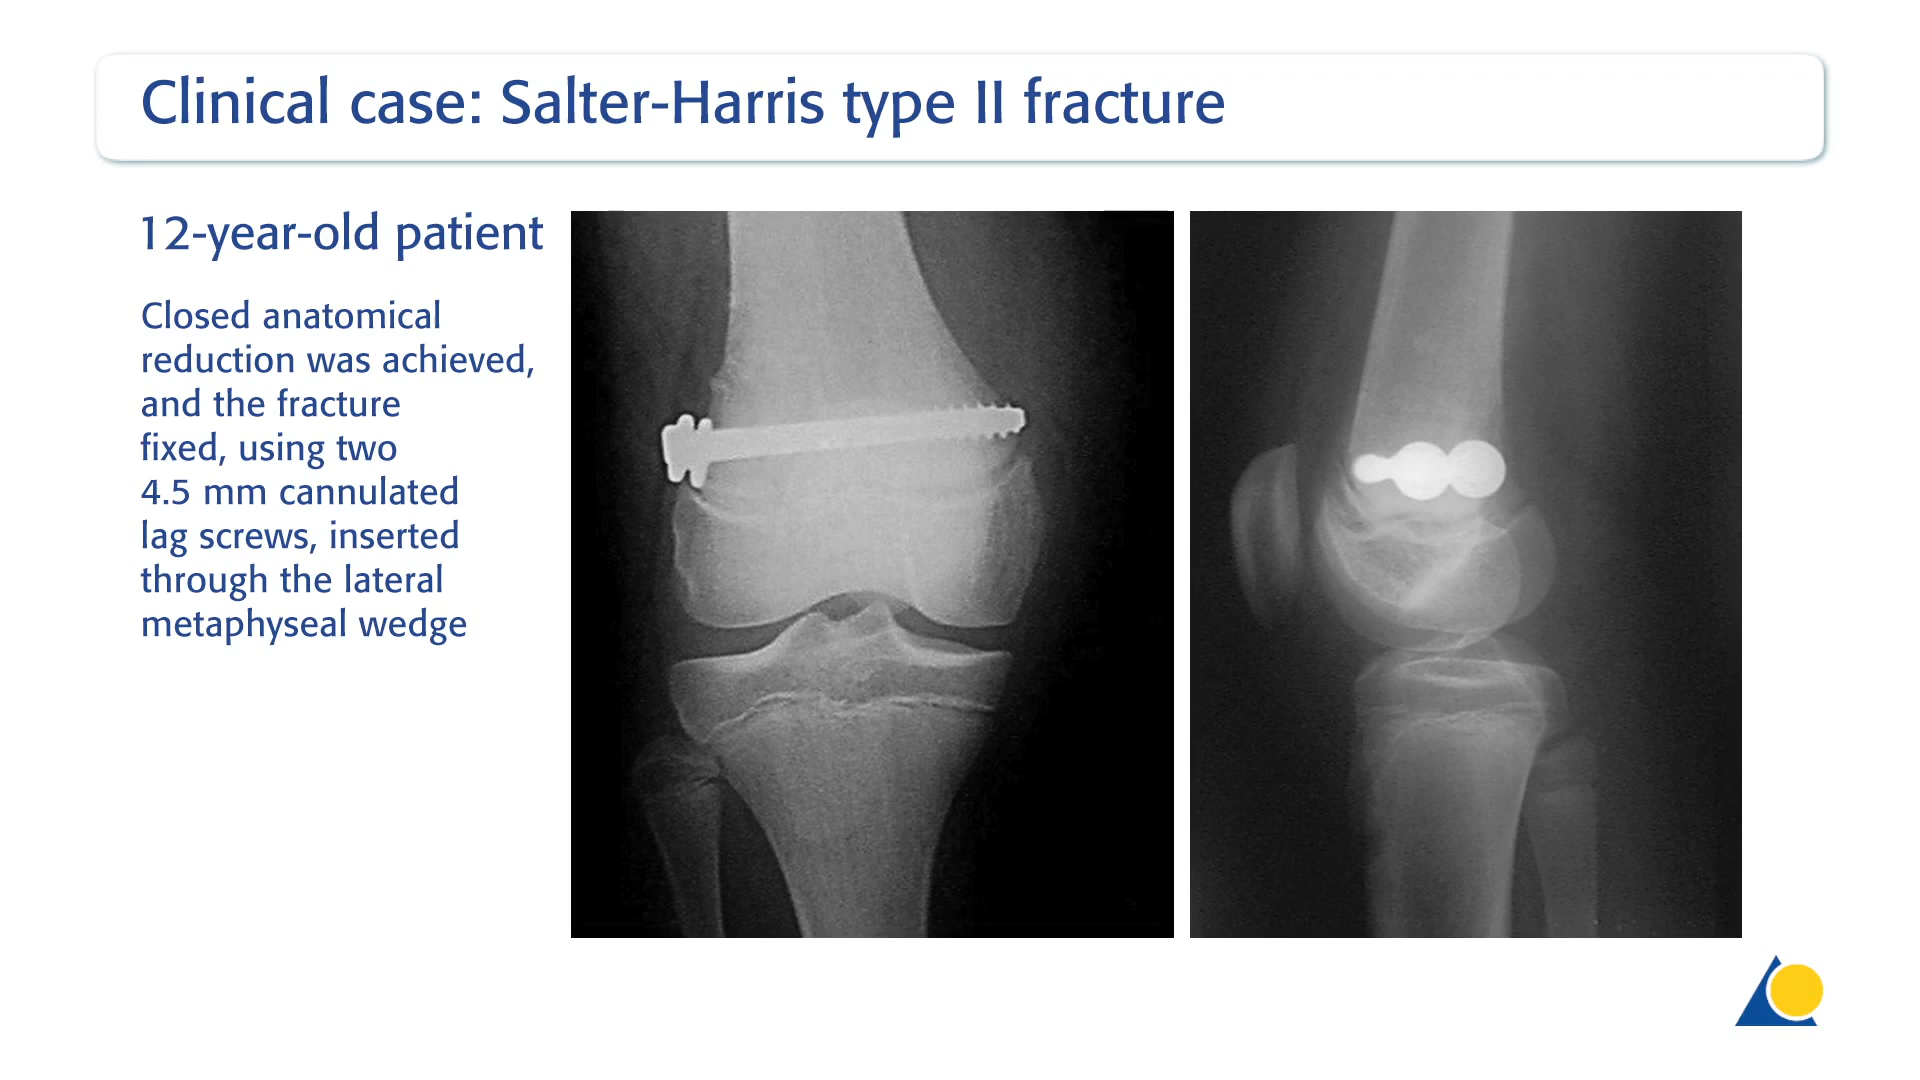 Clinical case: Salter-Harris type II fracture
12-year-old patient
Closed anatomical
reduction was achieved,
and the fracture
fixed, using two
4.5 mm cannulated
lag screws, inserted
through the lateral
metaphyseal wedge